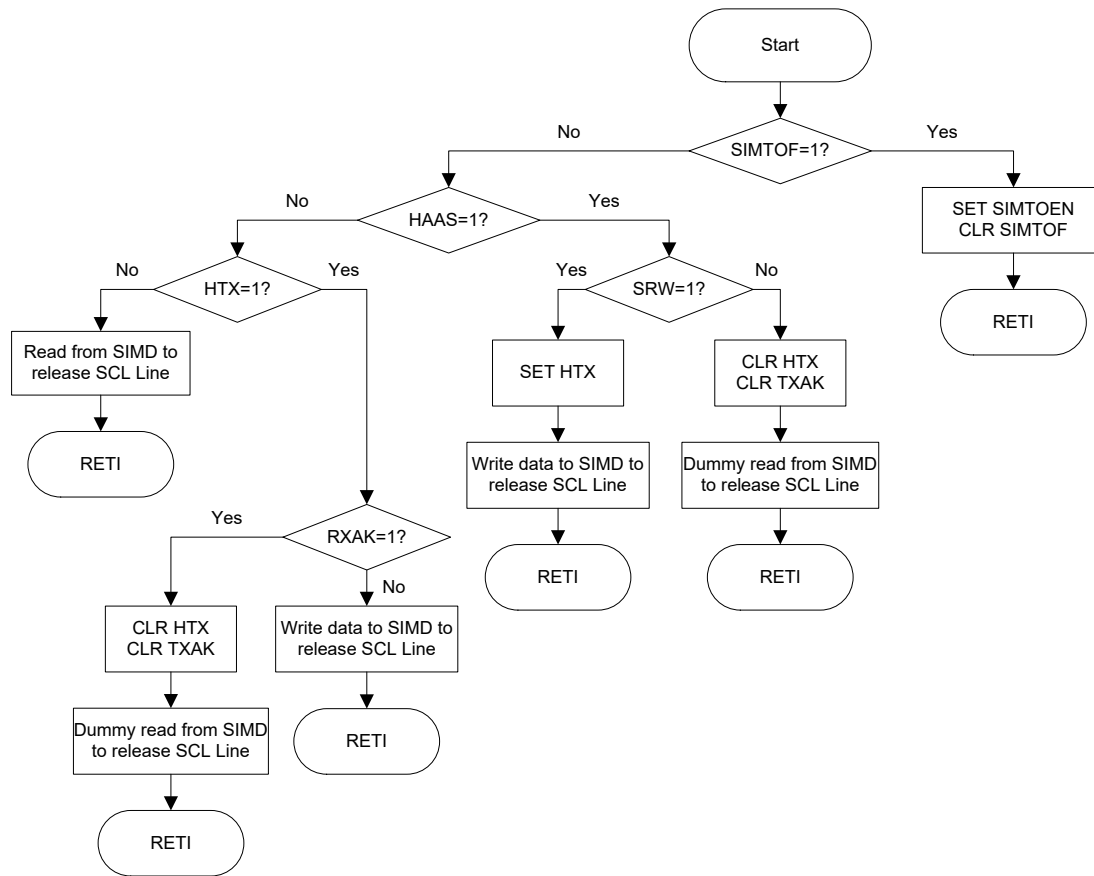 Start
SIMTOF=1?
No
Yes
SET SIMTOEN
CLR SIMTOF
RETI
HAAS=1?
No
Yes
HTX=1?
No
Yes
SRW=1?
Yes
No
Read from SIMD to
release SCL Line
RETI
SET HTX
CLR HTX
CLR TXAK
Write data to SIMD to
release SCL Line
Dummy read from SIMD
to release SCL Line
RETI
RETI
RXAK=1?
Yes
No
CLR HTX
CLR TXAK
Write data to SIMD to
release SCL Line
Dummy read from SIMD
to release SCL Line
RETI
RETI